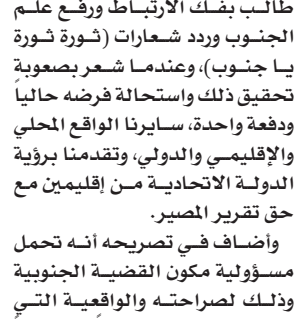 طالب بفك الارتباط ورفع علم
الجنوب وردد شعارات (ثورة ثورة
يا جنوب)، وعندما شعر بصعوبة
تحقيق ذلك واستحالة فرضه حالياً
ودفعة واحدة، سايرنا الواقع المحلي
والإقليمي والدولي، وتقدمنا برؤية
الدولة الاتحادية من إقليمين مع
حق تقرير المصير.
وأضاف في تصريحه أنه تحمل
مسؤولية مكون القضية الجنوبية
وذلك لصراحته والواقعية التي